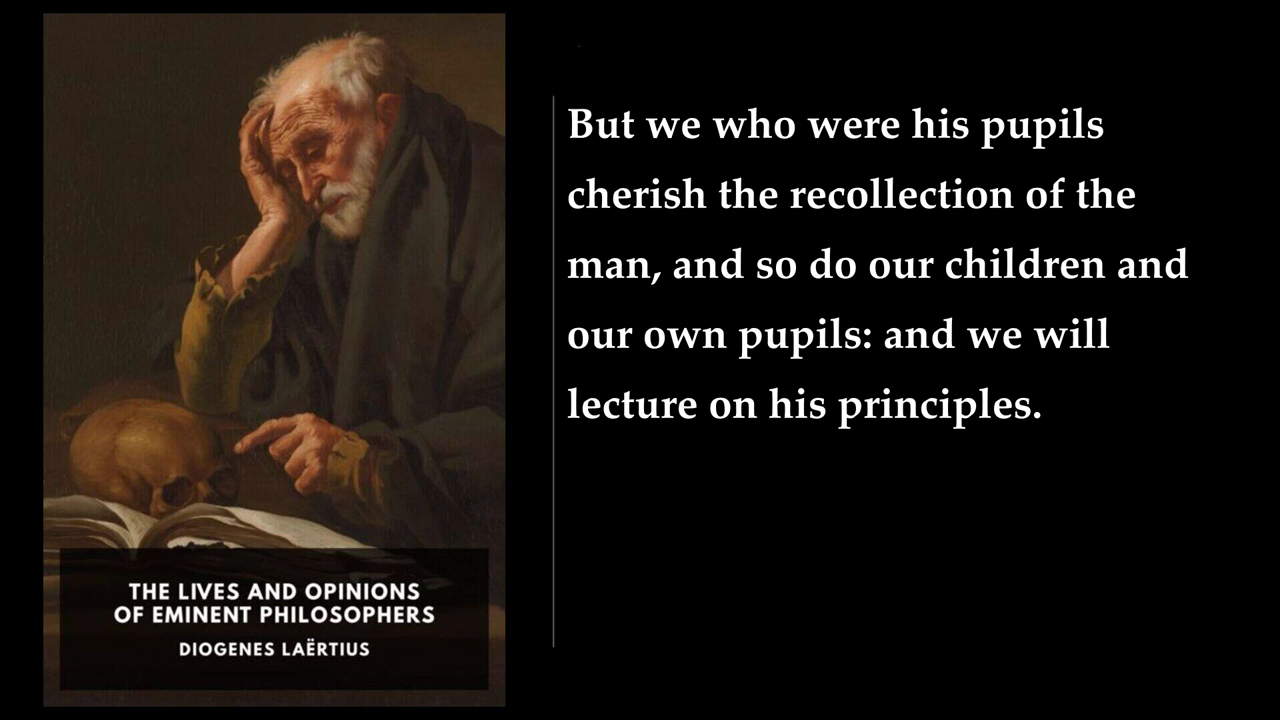 But we who were his pupils
cherish the recollection of the
man, and so do our children and
our own pupils: and we will
lecture on his principles.
THE LIVES AND OPINIONS
OF EMINENT PHILOSOPHERS
DIOGENES LAËRTIUS